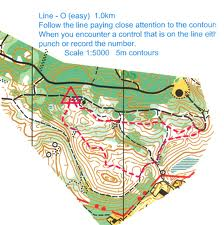 Line - O (easy)  1.0km
Follow the line paying close attention to the contour
When you encounter a control that is on the line eith
punch or record the number.
Scale 1:5000   5m contours